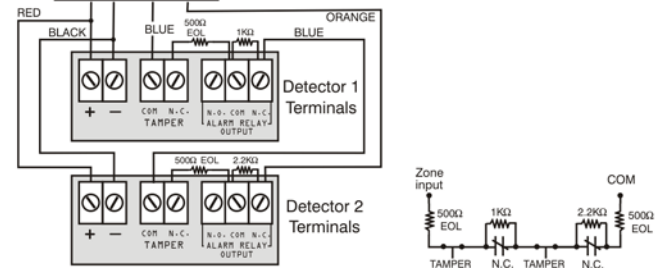 RED
ORANGE
BLACK
BLUE
500Ω
EOL
1KΩ
BLUE
Detector 1
Terminals
+ −
COM N.C.
TAMPER
N.O. COM N.C.
ALARM RELAY
OUTPUT
500Ω EOL 2.2KΩ
Detector 2
Terminals
+ −
COM N.C.
TAMPER
N.O. COM N.C.
ALARM RELAY
OUTPUT
Zone
input
COM
500Ω
EOL
1KΩ
2.2KΩ
500Ω
EOL
TAMPER N.C. TAMPER N.C.